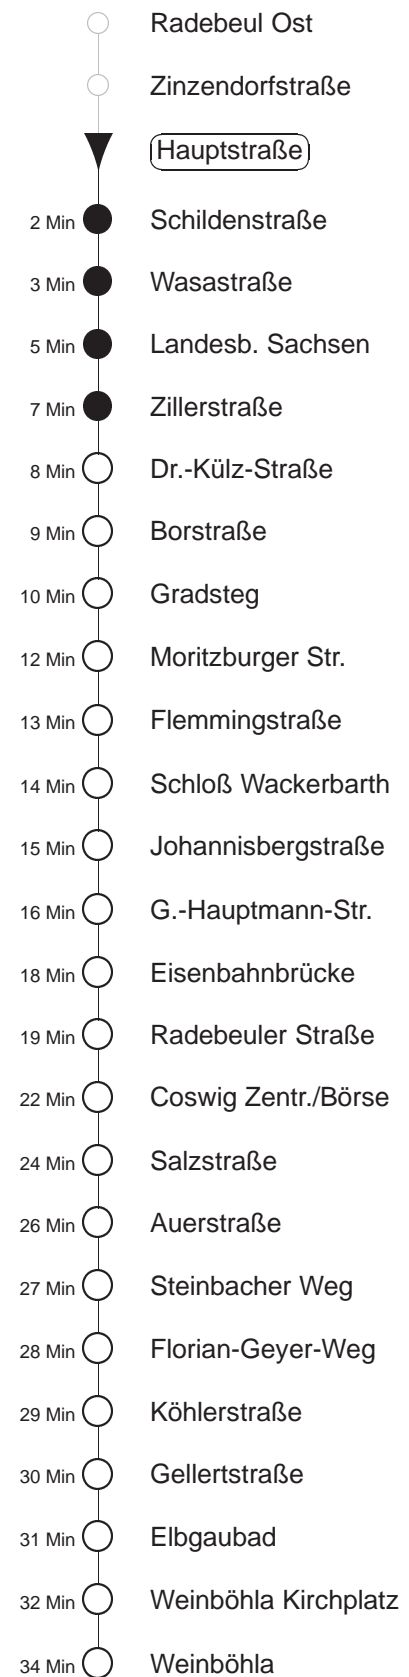 Radebeul Ost
Zinzendorfstraße
Hauptstraße
2 Min Schildenstraße
3 Min Wasastraße
5 Min Landesb. Sachsen
7 Min Zillerstraße
8 Min Dr.-Külz-Straße
9 Min Borstraße
10 Min Gradsteg
12 Min Moritzburger Str.
13 Min Flemmingstraße
14 Min Schloß Wackerbarth
15 Min Johannisbergstraße
16 Min G.-Hauptmann-Str.
18 Min Eisenbahnbrücke
19 Min Radebeuler Straße
22 Min Coswig Zentr./Börse
24 Min Salzstraße
26 Min Auerstraße
27 Min Steinbacher Weg
28 Min Florian-Geyer-Weg
29 Min Köhlerstraße
30 Min Gellertstraße
31 Min Elbgaubad
32 Min Weinböhla Kirchplatz
34 Min Weinböhla